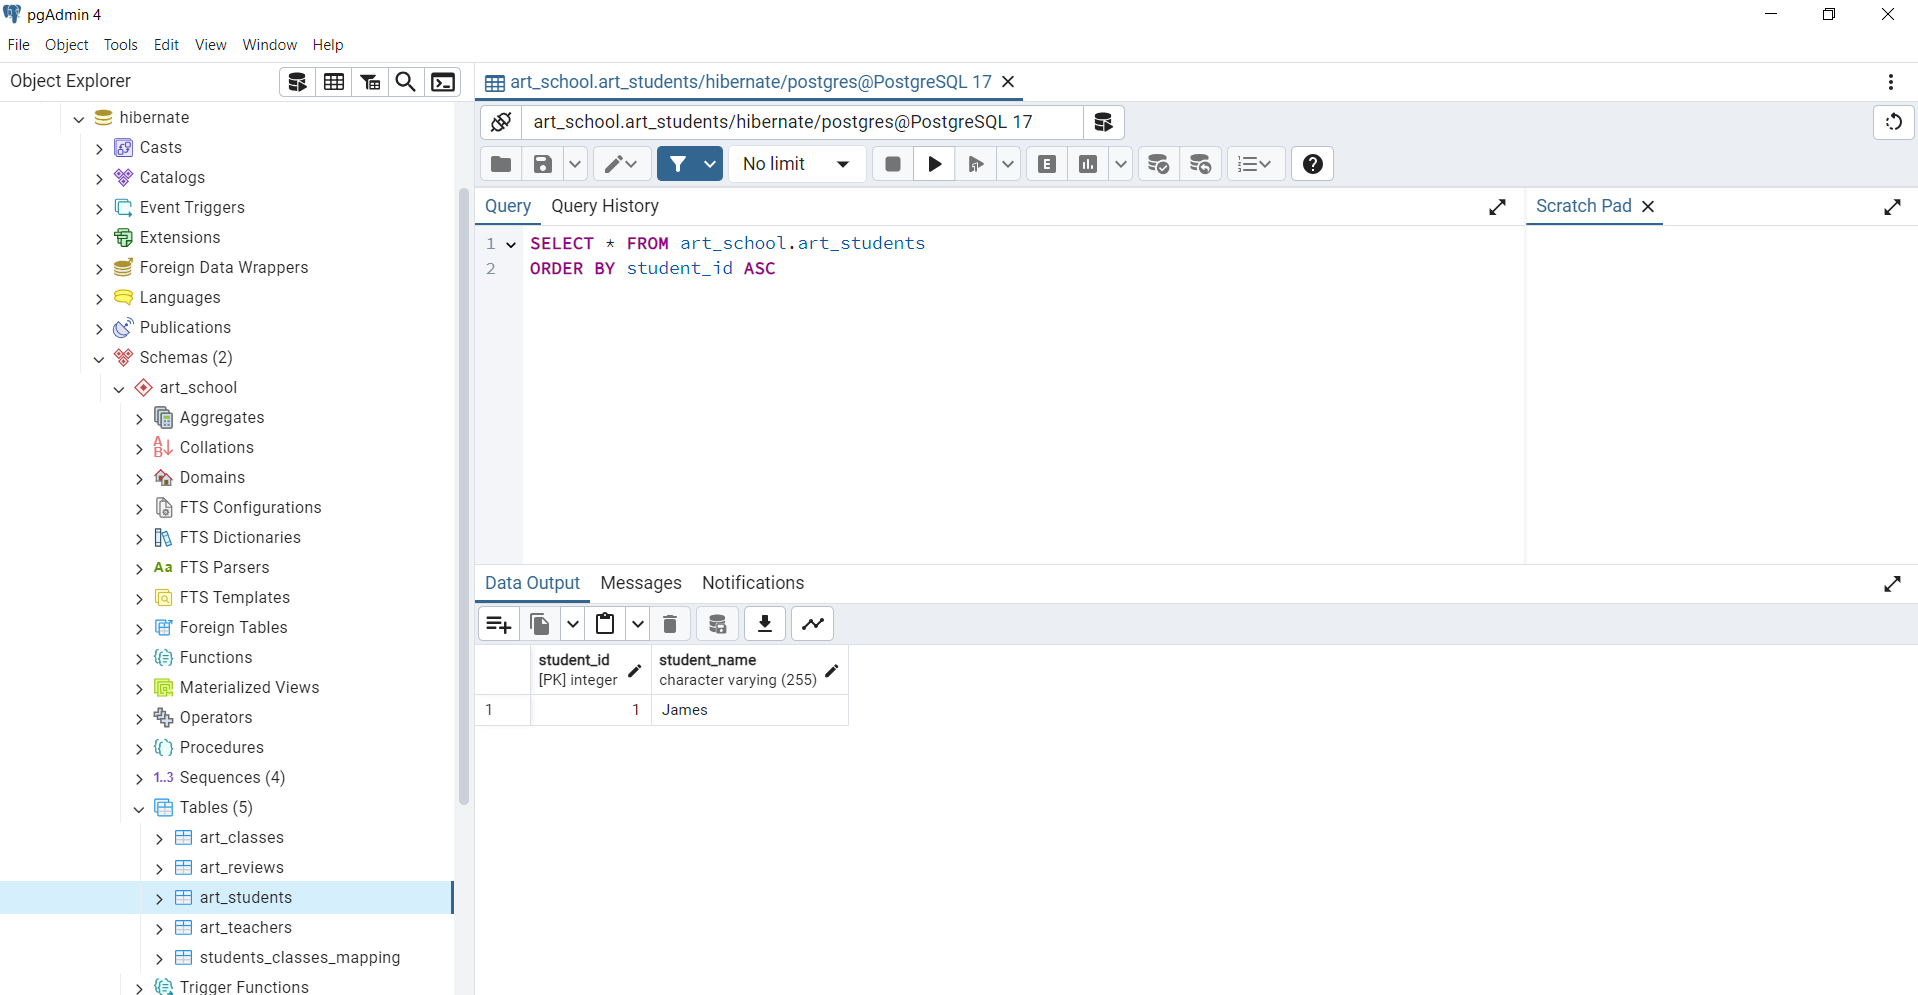 pgAdmin 4
File Object Tools Edit View Window Help
Object Explorer
hibernate
Casts
Catalogs
Event Triggers
Extensions
Foreign Data Wrappers
Languages
Publications
Schemas (2)
art_school
Aggregates
Collations
Domains
FTS Configurations
FTS Dictionaries
Aa FTS Parsers
FTS Templates
Foreign Tables
Functions
Materialized Views
Operators
Procedures
1..3 Sequences (4)
Tables (5)
art_classes
art_reviews
art_students
art_teachers
students_classes_mapping
Trigger Functions
art_school.art_students/hibernate/postgres@PostgreSQL 17
art_school.art_students/hibernate/postgres@PostgreSQL 17
No limit
E
Query Query History
1 SELECT * FROM art_school.art_students
2 ORDER BY student_id ASC
Scratch Pad
Data Output Messages Notifications
student_id student_name
[PK] integer character varying (255)
1 1 James